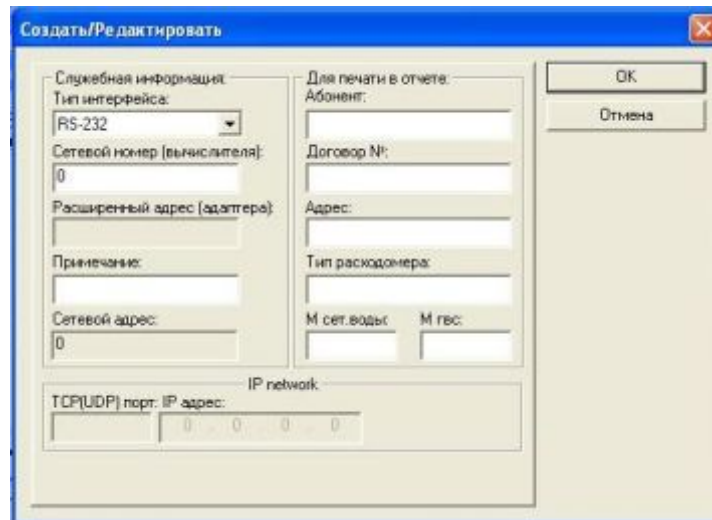 Создать/Редактировать
Служебная информация:
Тип интерфейса:
RS-232
Сетевой номер (вычислителя):
0
Расширенный адрес (адаптера):
Примечание:
Сетевой адрес:
0
Для печати в отчете:
Абонент:
Договор №:
Адрес:
Тип расходомера:
М сет.воды: М гвс:
OK
Отмена
IP network
TCP(UDP) порт: IP адрес:
0 . 0 . 0 . 0